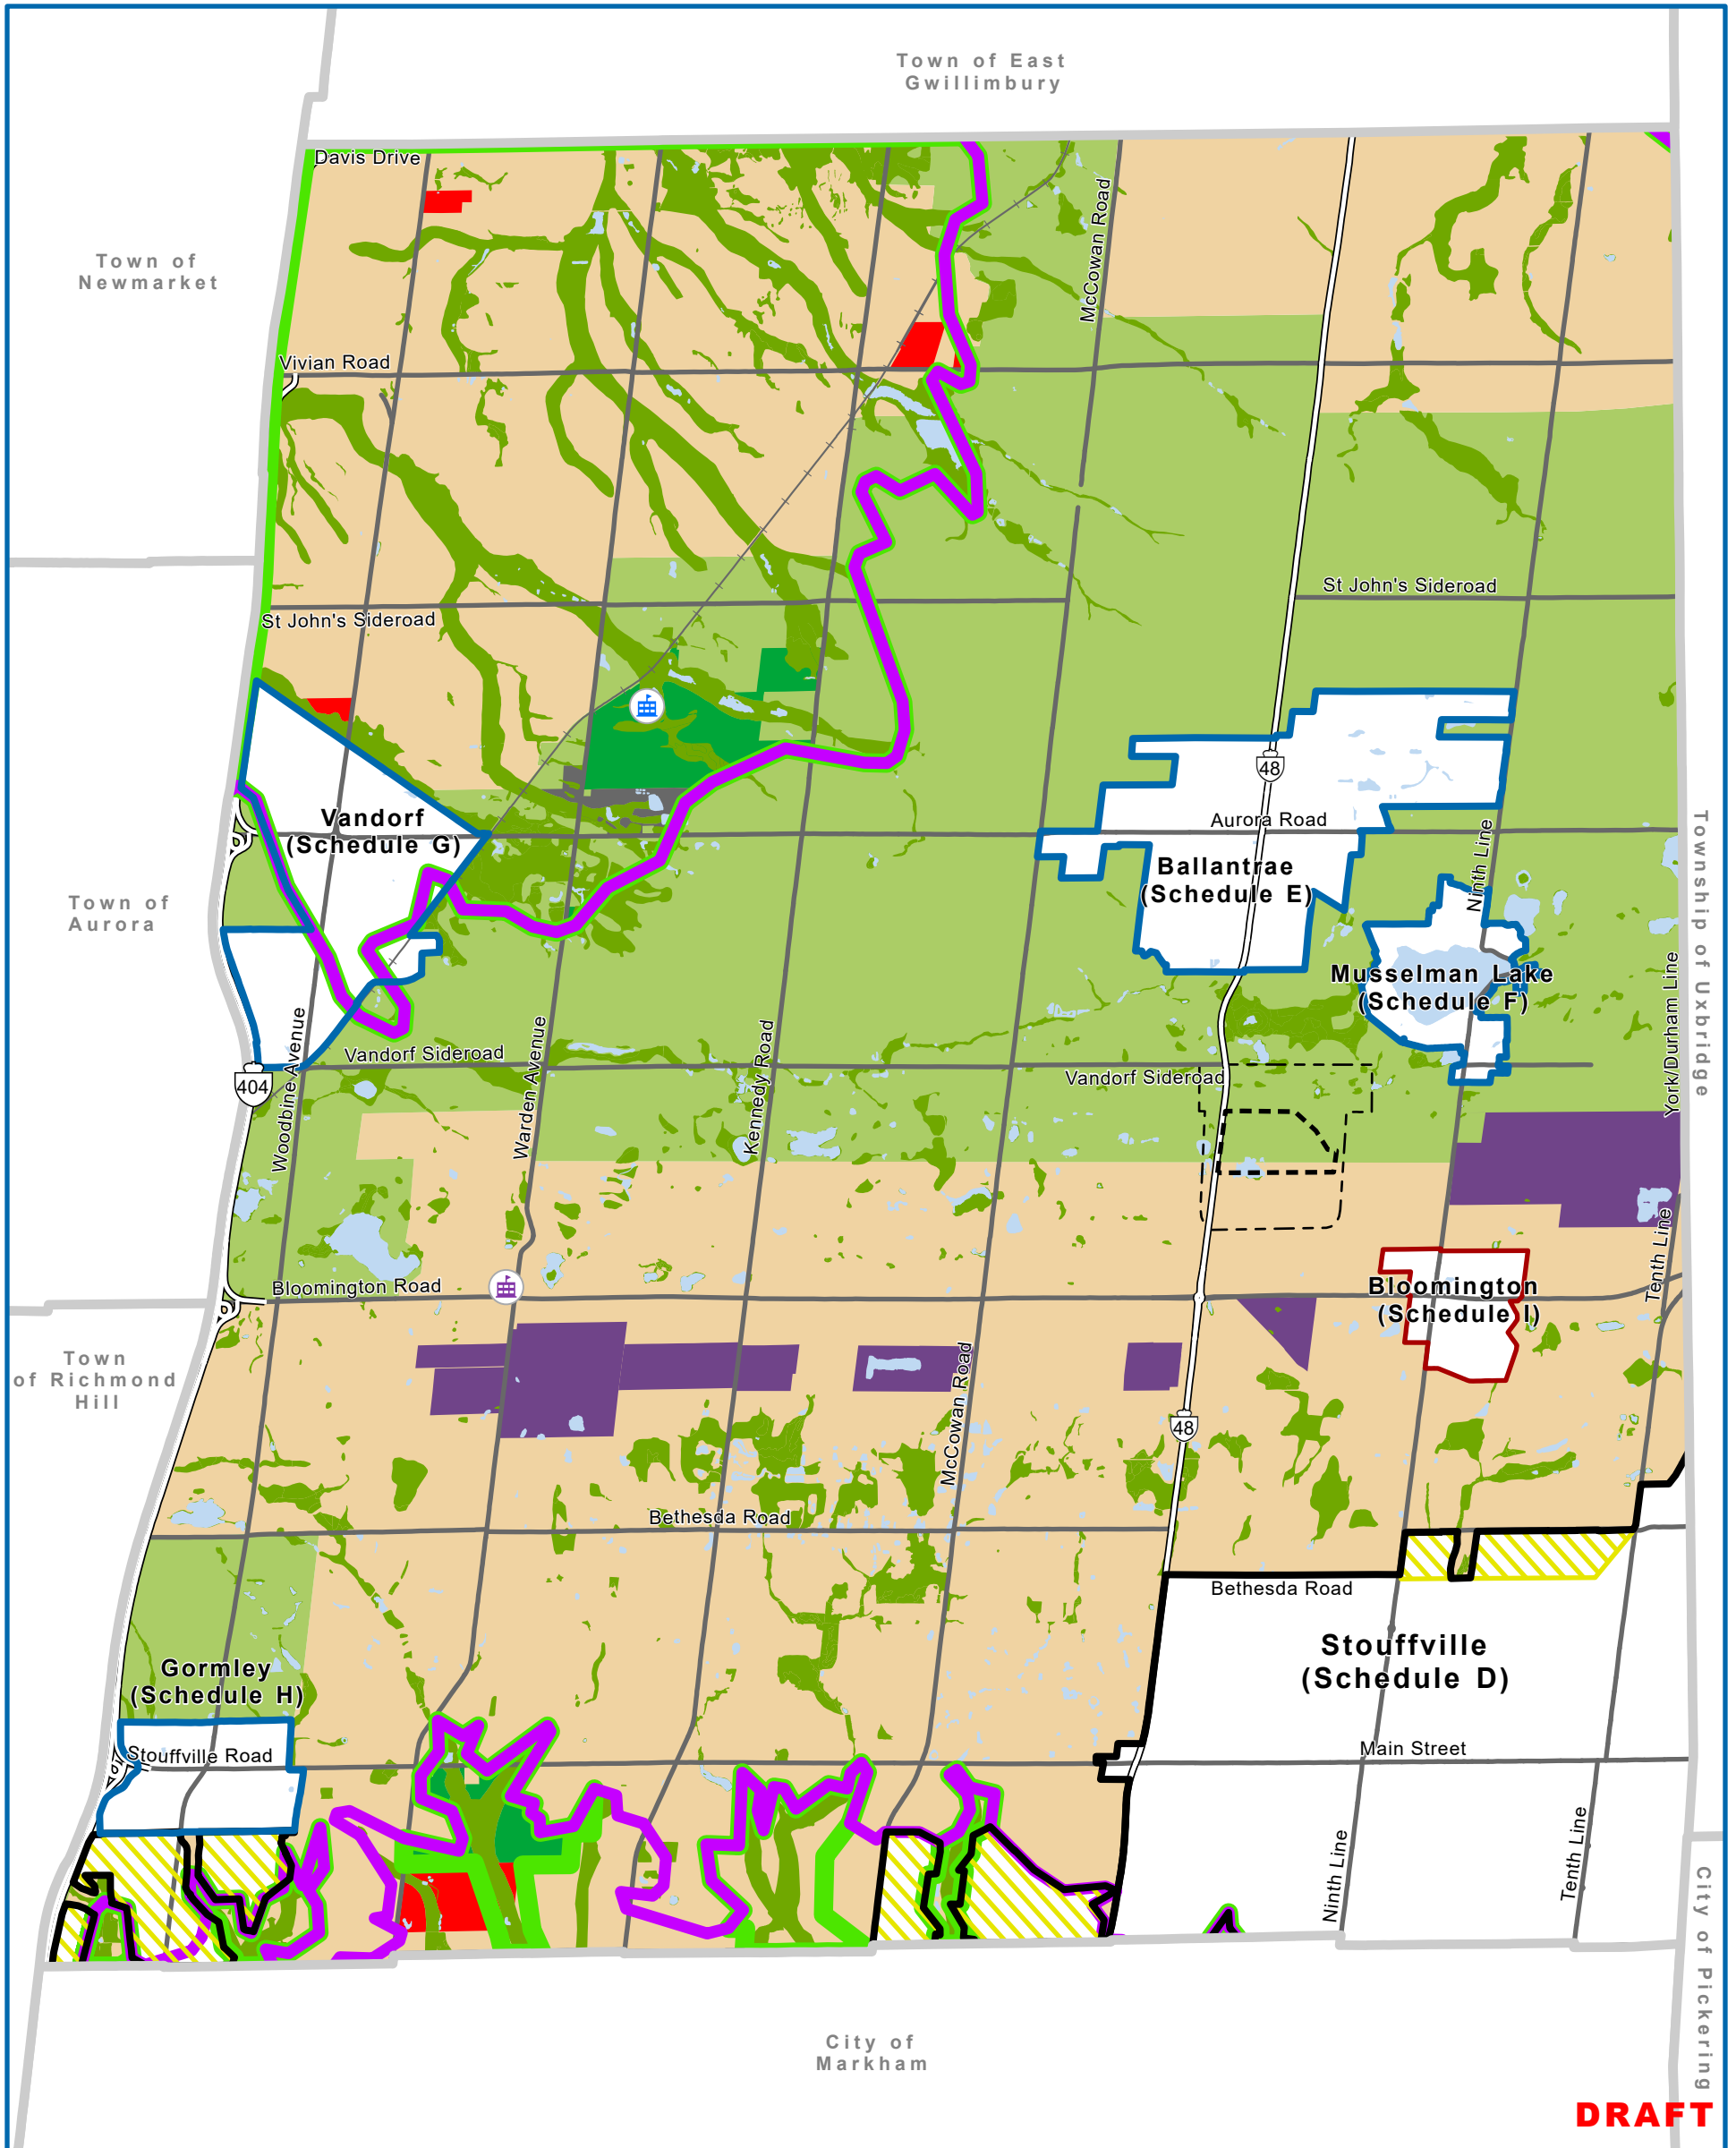 Town of East
Gwillimbury
Davis Drive
McCowan Road
Town of
Newmarket
Vivian Road
St John's Sideroad
St John's Sideroad
48
Vandorf
(Schedule G)
Aurora Road
Ninth Line
Township of Uxbridge
Ballantrae
(Schedule E)
Town of
Aurora
Musselman Lake
(Schedule F)
York/Durham Line
Woodbine Avenue
Warden Avenue
Kennedy Road
Vandorf Sideroad
Vandorf Sideroad
404
Bloomington Road
Bloomington
(Schedule I)
Tenth Line
Town
of Richmond
Hill
McCowan Road
48
Bethesda Road
Bethesda Road
Stouffville
(Schedule D)
Gormley
(Schedule H)
Stouffville Road
Main Street
Ninth Line
Tenth Line
City of Pickering
City of
Markham
DRAFT